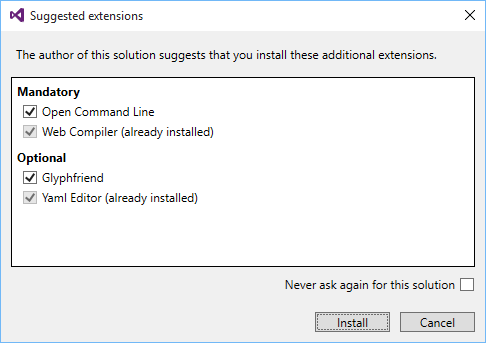 Suggested extensions
The author of this solution suggests that you install these additional extensions.
Mandatory
Open Command Line
Web Compiler (already installed)
Optional
Glyphfriend
Yaml Editor (already installed)
Never ask again for this solution
Install Cancel